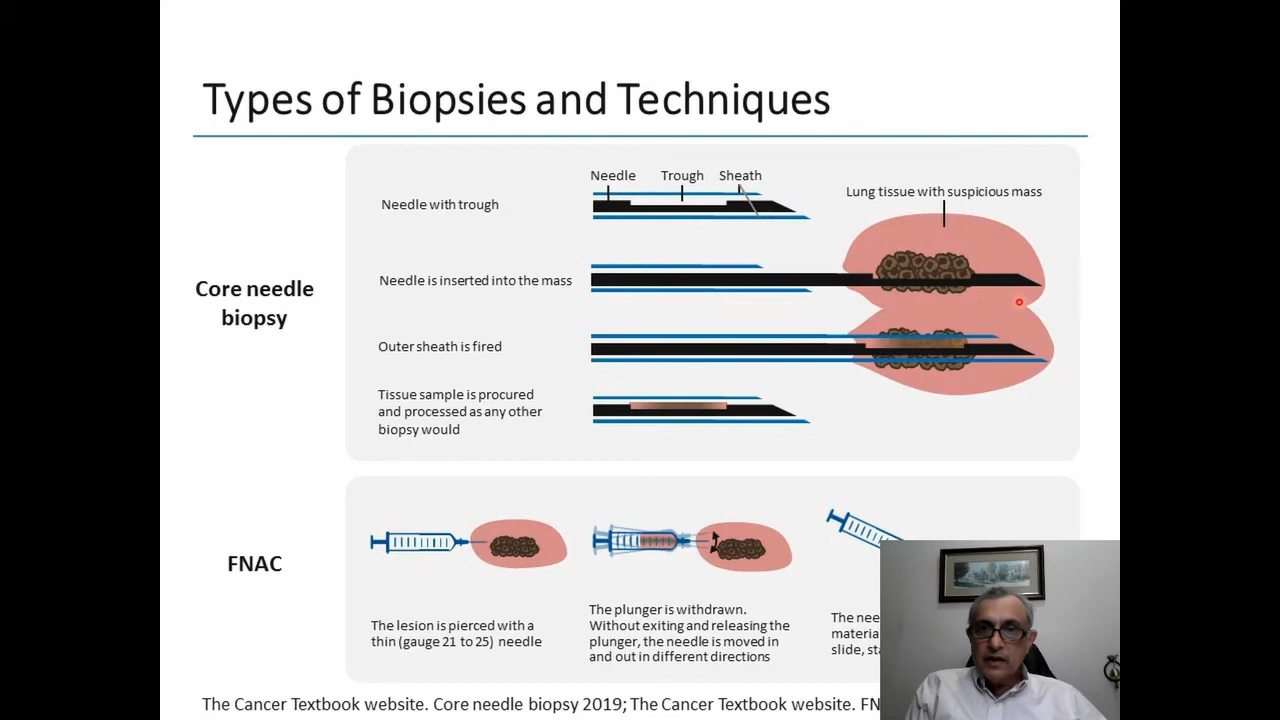 Types of Biopsies and Techniques
Needle Trough Sheath
Lung tissue with suspicious mass
Needle with trough
Core needle
biopsy
Needle is inserted into the mass
Outer sheath is fired
Tissue sample is procured
and processed as any other
biopsy would
FNAC
The lesion is pierced with a
thin (gauge 21 to 25) needle
The plunger is withdrawn.
Without exiting and releasing the
plunger, the needle is moved in
and out in different directions
The
material
slide,
The Cancer Textbook website. Core needle biopsy 2019; The Cancer Textbook website.